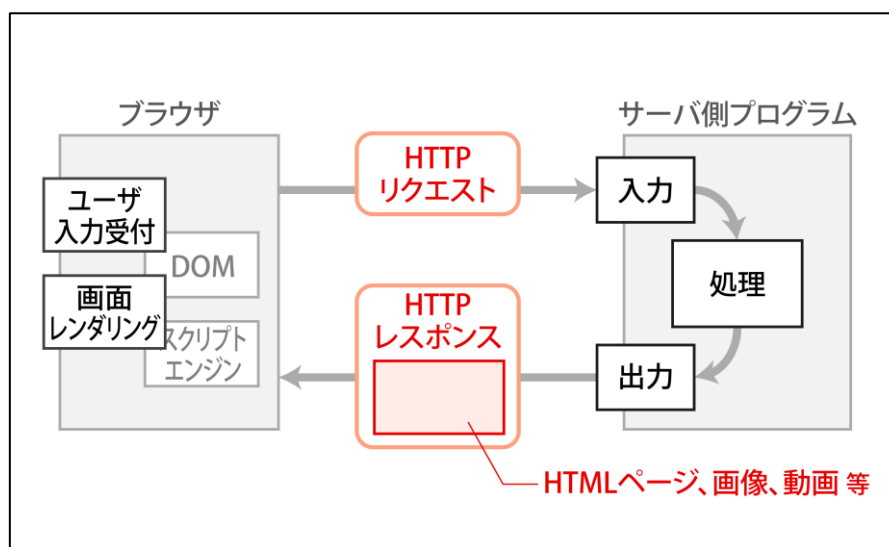 ブラウザ
サーバ側プログラム
HTTP
リクエスト
ユーザ
入力受付
DOM
画面
レンダリング
スクリプト
エンジン
入力
処理
出力
HTTP
レスポンス
HTMLページ、画像、動画 等